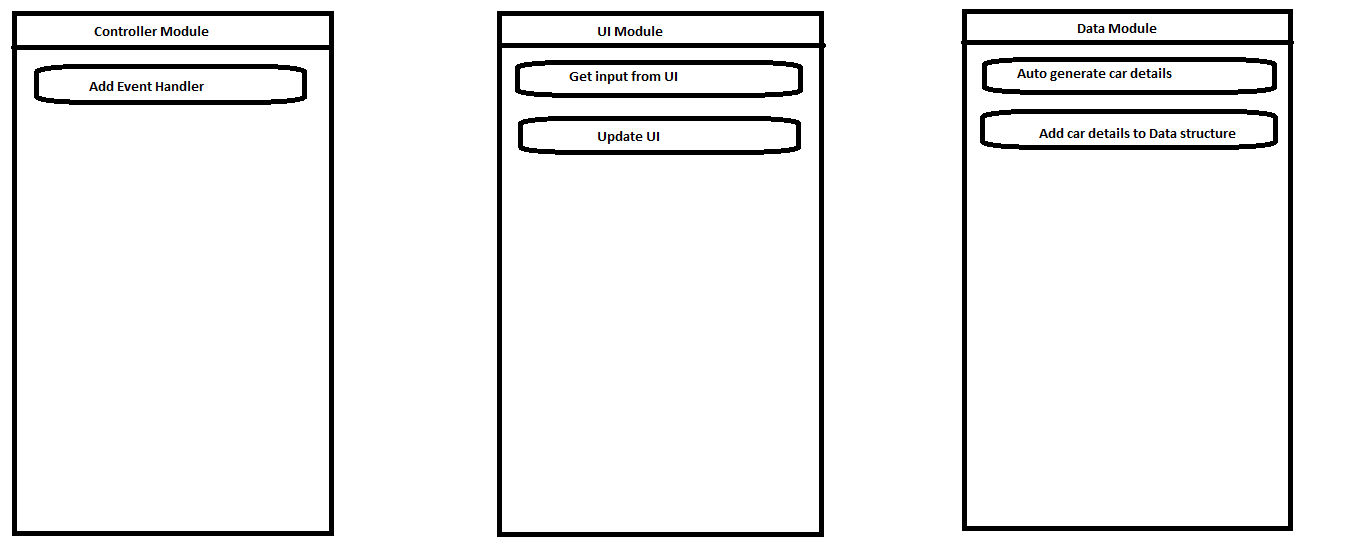 Controller Module
Add Event Handler
UI Module
Get input from UI
Update UI
Data Module
Auto generate car details
Add car details to Data structure